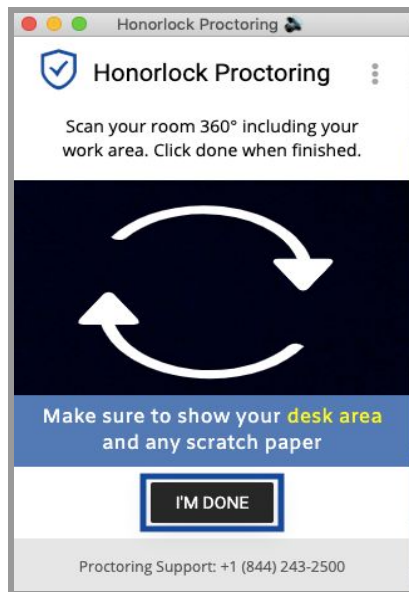 Honorlock Proctoring
Honorlock Proctoring
Scan your room 360° including your
work area. Click done when finished.
Make sure to show your desk area
and any scratch paper
I'M DONE
Proctoring Support: +1 (844) 243-2500